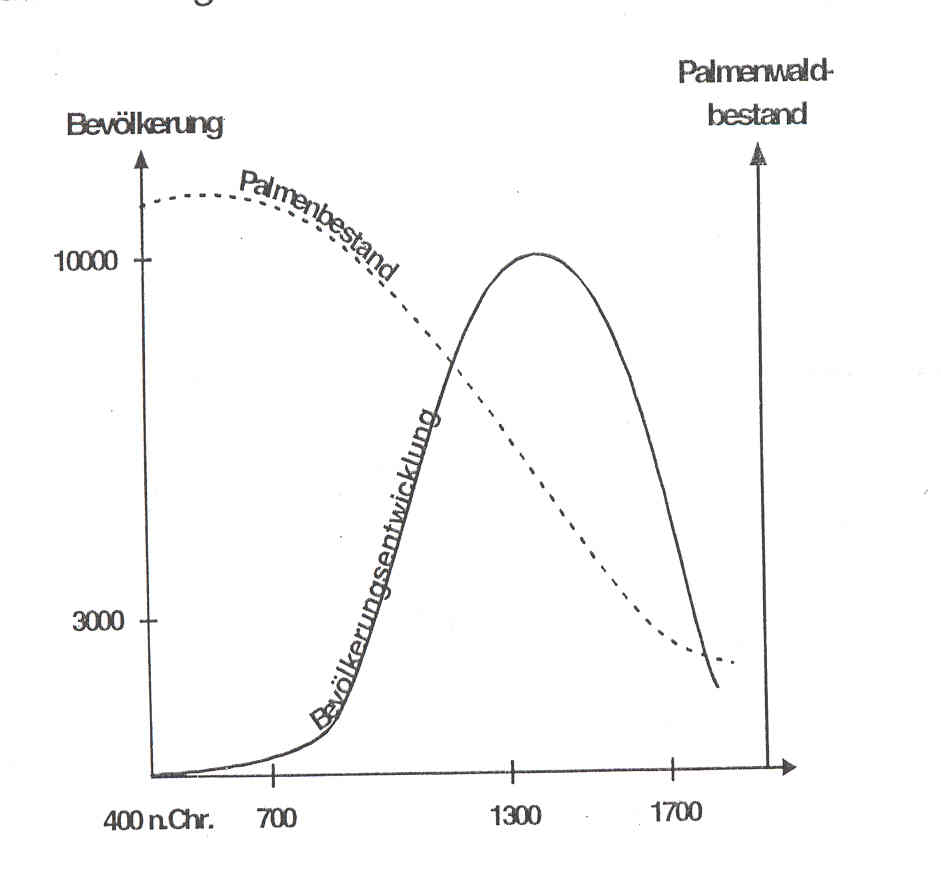 Palmenwald-
bestand
Bevölkerung
Palmenbestand
10000
Bevölkerungsentwicklung
3000
400 n.Chr.
700
1300
1700